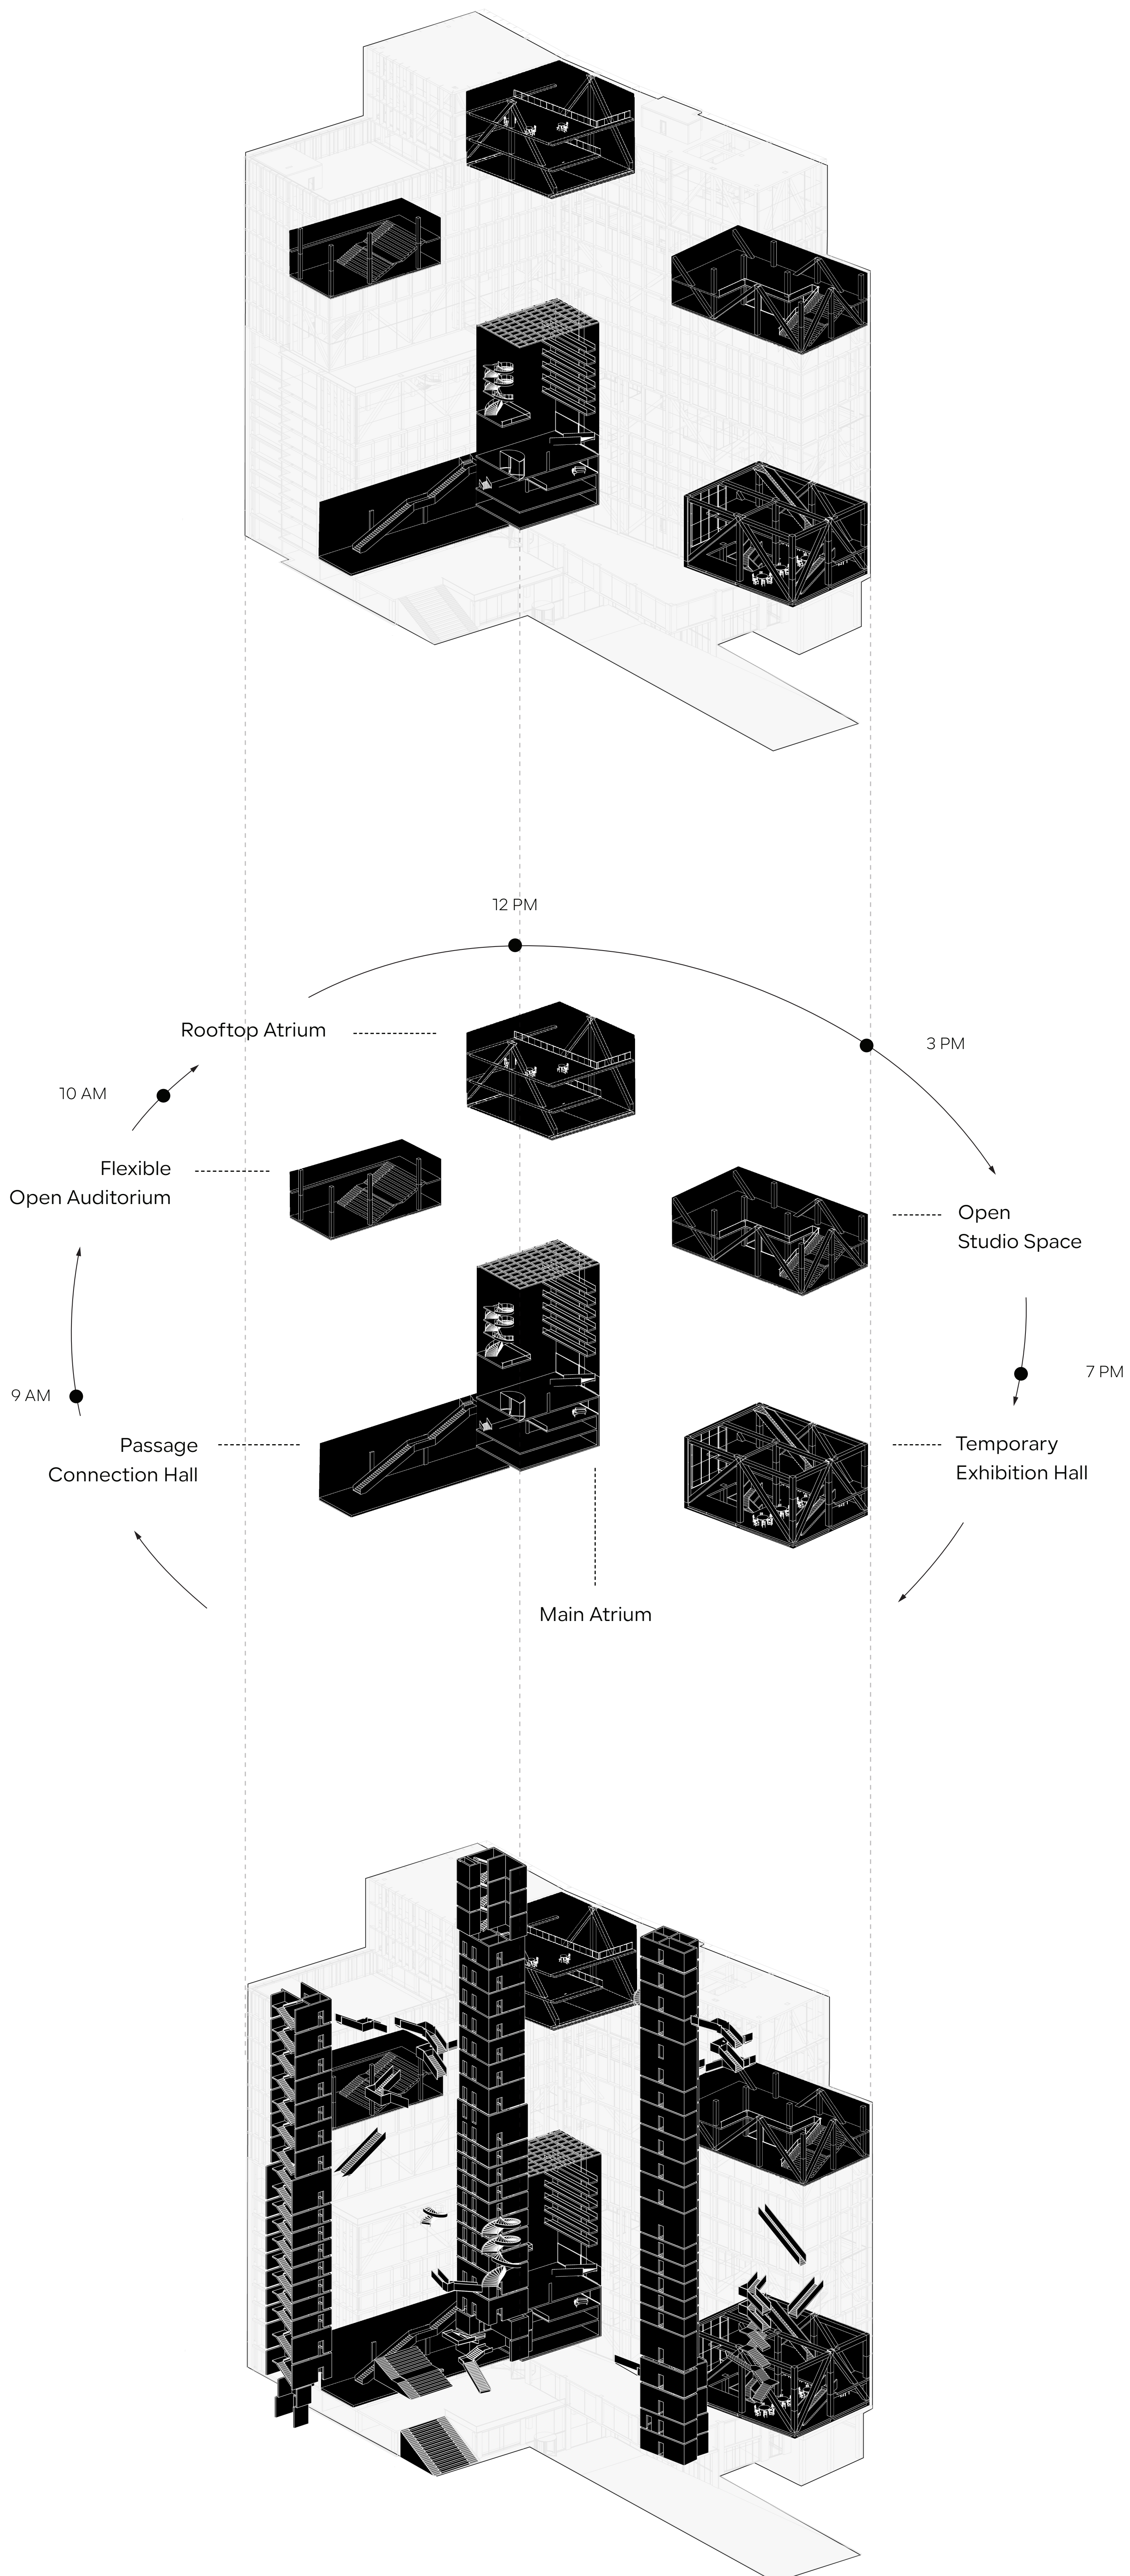 12 PM
Rooftop Atrium
3 PM
10 AM
Flexible
Open Auditorium
Open
Studio Space
7 PM
9 AM
Passage
Connection Hall
Temporary
Exhibition Hall
Main Atrium